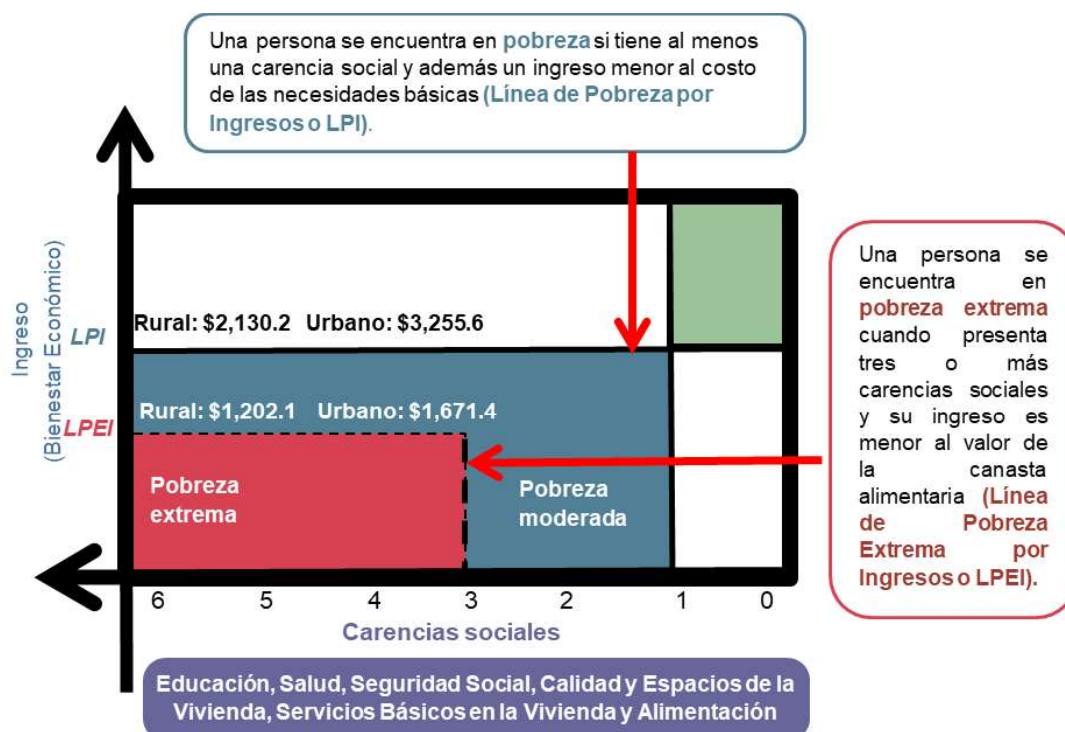 Una persona se encuentra en pobreza si tiene al menos
una carencia social y además un ingreso menor al costo
de las necesidades básicas (Línea de Pobreza por
Ingresos o LPI).
Ingreso
(Bienestar Económico)
LPI
Rural: $2,130.2 Urbano: $3,255.6
LPEI
Rural: $1,202.1 Urbano: $1,671.4
Pobreza
extrema
Pobreza
moderada
Una persona se
encuentra en
pobreza extrema
cuando presenta
tres o más
carencias sociales
y su ingreso es
menor al valor de
la canasta
alimentaria (Línea
de Pobreza
Extrema por
Ingresos o LPEI).
6 5 4 3 2 1 0
Carencias sociales
Educación, Salud, Seguridad Social, Calidad y Espacios de la
Vivienda, Servicios Básicos en la Vivienda y Alimentación